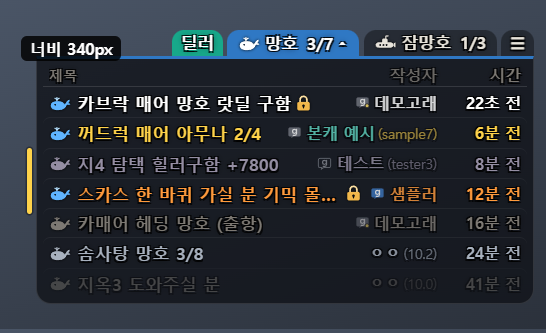 너비 340px
딜러 망호 3/7 잠망호 1/3
제목 작성자 시간
카브락 매어 망호 랏딜 구함 데모고래 22초 전
꺼드럭 매어 아무나 2/4 본캐 예시 (sample7) 6분 전
지4 탐택 힐러구함 +7800 테스트 (tester3) 8분 전
스카스 한 바퀴 가실 분 기믹 몰... 샘플러 12분 전
카매어 헤딩 망호 (출항) 데모고래 16분 전
솜사탕 망호 3/8 ㅇㅇ (10.2) 24분 전
지옥3 도와주실 분 ㅇㅇ (10.0) 41분 전